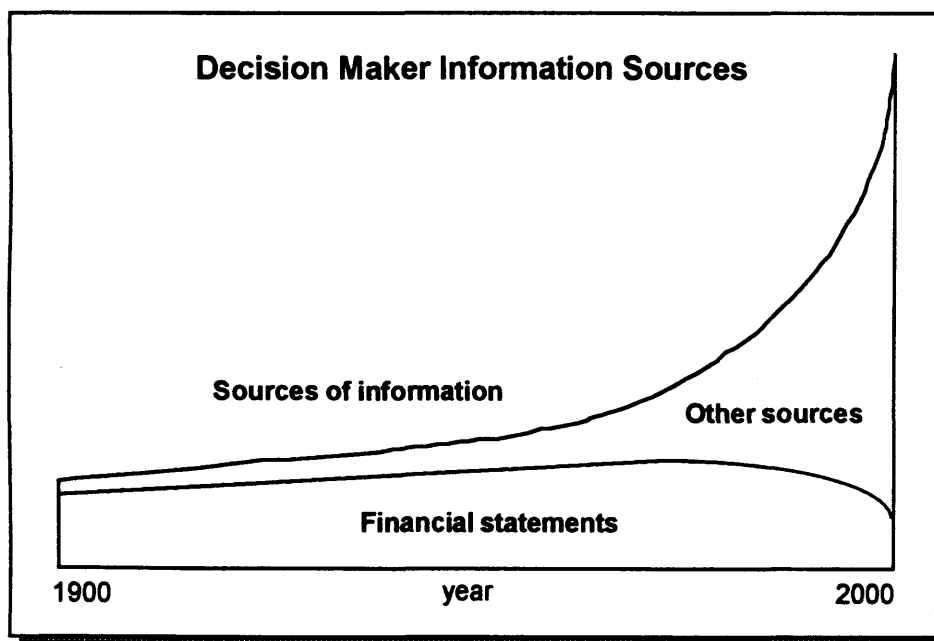 Decision Maker Information Sources
Sources of information
Other sources
Financial statements
1900 year 2000